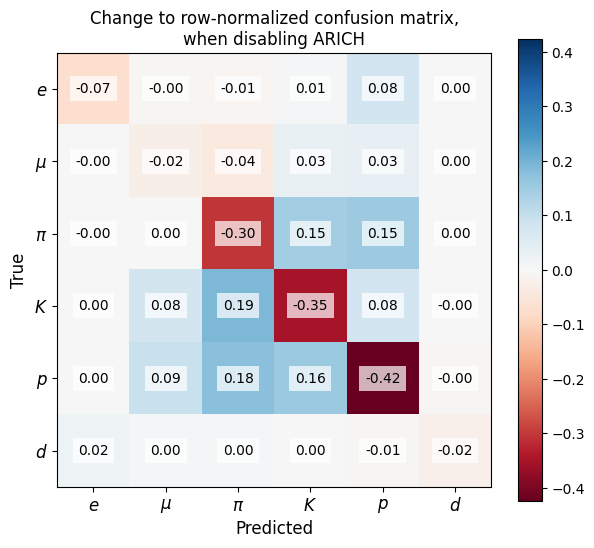 Change to row-normalized confusion matrix,
when disabling ARICH
True
e -0.07 -0.00 -0.01 0.01 0.08 0.00
μ -0.00 -0.02 -0.04 0.03 0.03 0.00
π -0.00 0.00 -0.30 0.15 0.15 0.00
K 0.00 0.08 0.19 -0.35 0.08 -0.00
p 0.00 0.09 0.18 0.16 -0.42 -0.00
d 0.02 0.00 0.00 0.00 -0.01 -0.02
e μ π K p d
Predicted
0.4
0.3
0.2
0.1
0.0
−0.1
−0.2
−0.3
−0.4